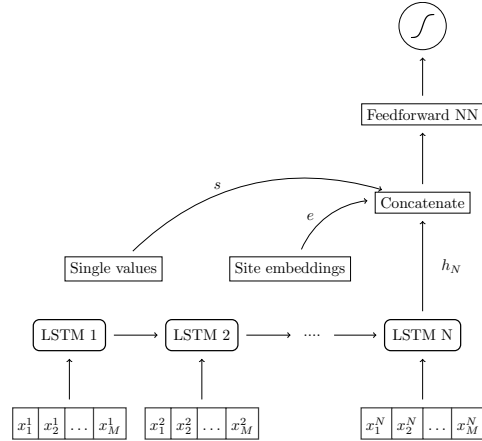 Feedforward NN
s
Concatenate
e
Single values
Site embeddings
h_N
LSTM 1
LSTM 2
....
LSTM N
x_1^1 x_2^1 ... x_M^1
x_1^2 x_2^2 ... x_M^2
x_1^N x_2^N ... x_M^N